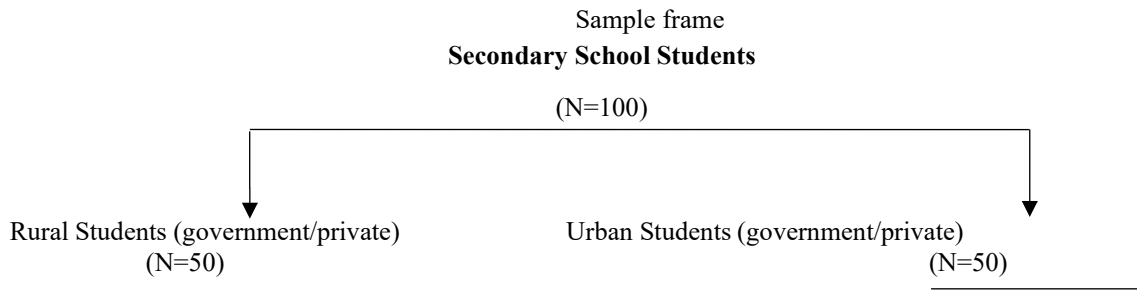 Sample frame
Secondary School Students
(N=100)
Rural Students (government/private) Urban Students (government/private)
(N=50) (N=50)